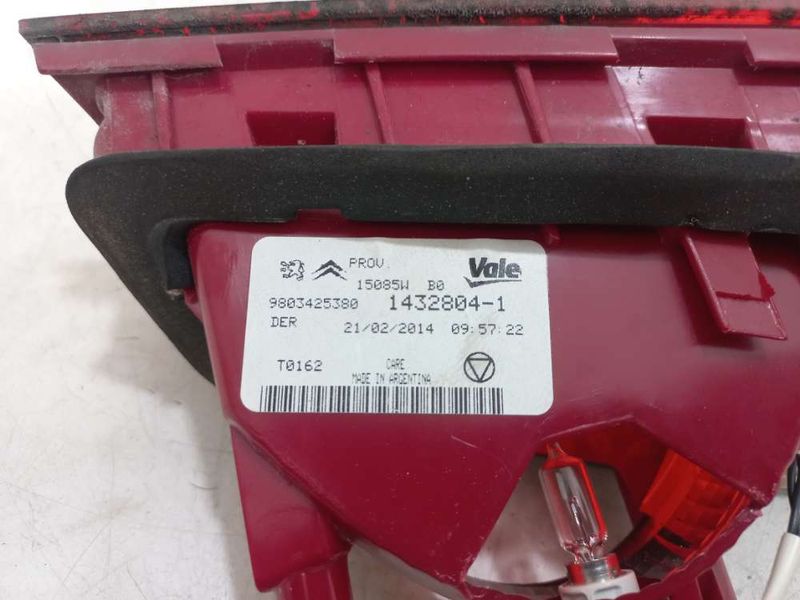 PROV.
15085W B0 Vale
9803425380 1432804-1
DER 21/02/2014 09:57:22
T0162 CARE
MADE IN ARGENTINA